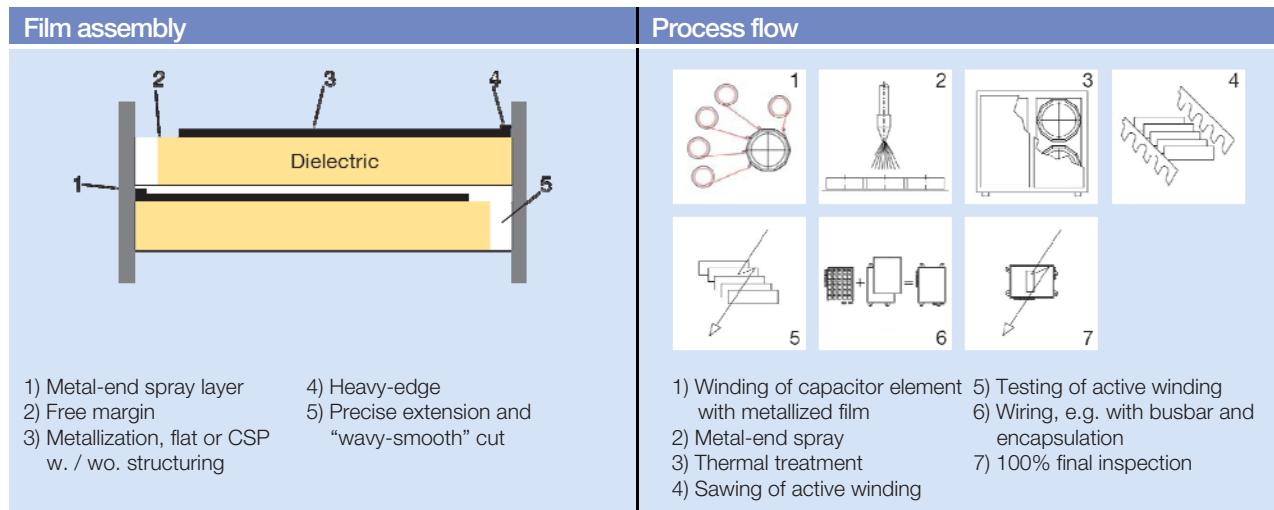 Film assembly
2
3
4
Dielectric
1
5
1) Metal-end spray layer
2) Free margin
3) Metallization, flat or CSP
w. / wo. structuring
4) Heavy-edge
5) Precise extension and
“wavy-smooth” cut
Process flow
1
2
3
4
5
6
7
1) Winding of capacitor element
with metallized film
2) Metal-end spray
3) Thermal treatment
4) Sawing of active winding
5) Testing of active winding
6) Wiring, e.g. with busbar and
encapsulation
7) 100% final inspection